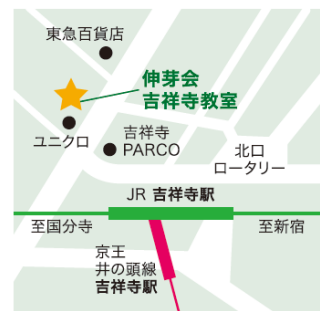 東急百貨店
伸芽会
吉祥寺教室
ユニクロ
吉祥寺
PARCO
北口
ロータリー
JR 吉祥寺駅
至国分寺
至新宿
京王
井の頭線
吉祥寺駅